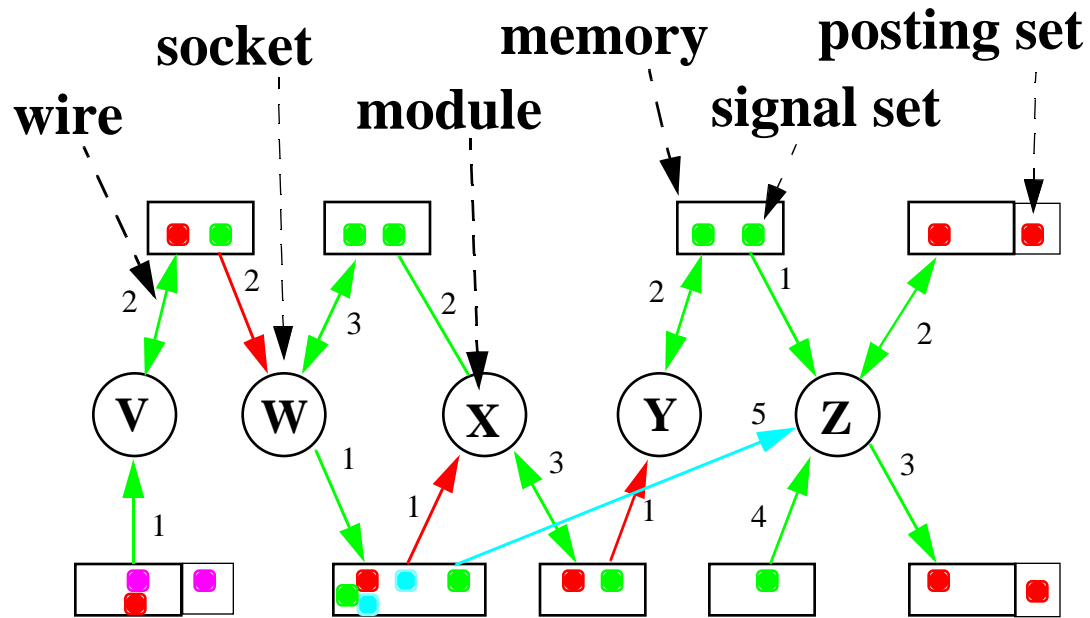 socket
memory
posting set
wire
module
signal set
2
2
3
2
2
1
2
V
W
X
Y
5
Z
1
1
1
3
1
4
3